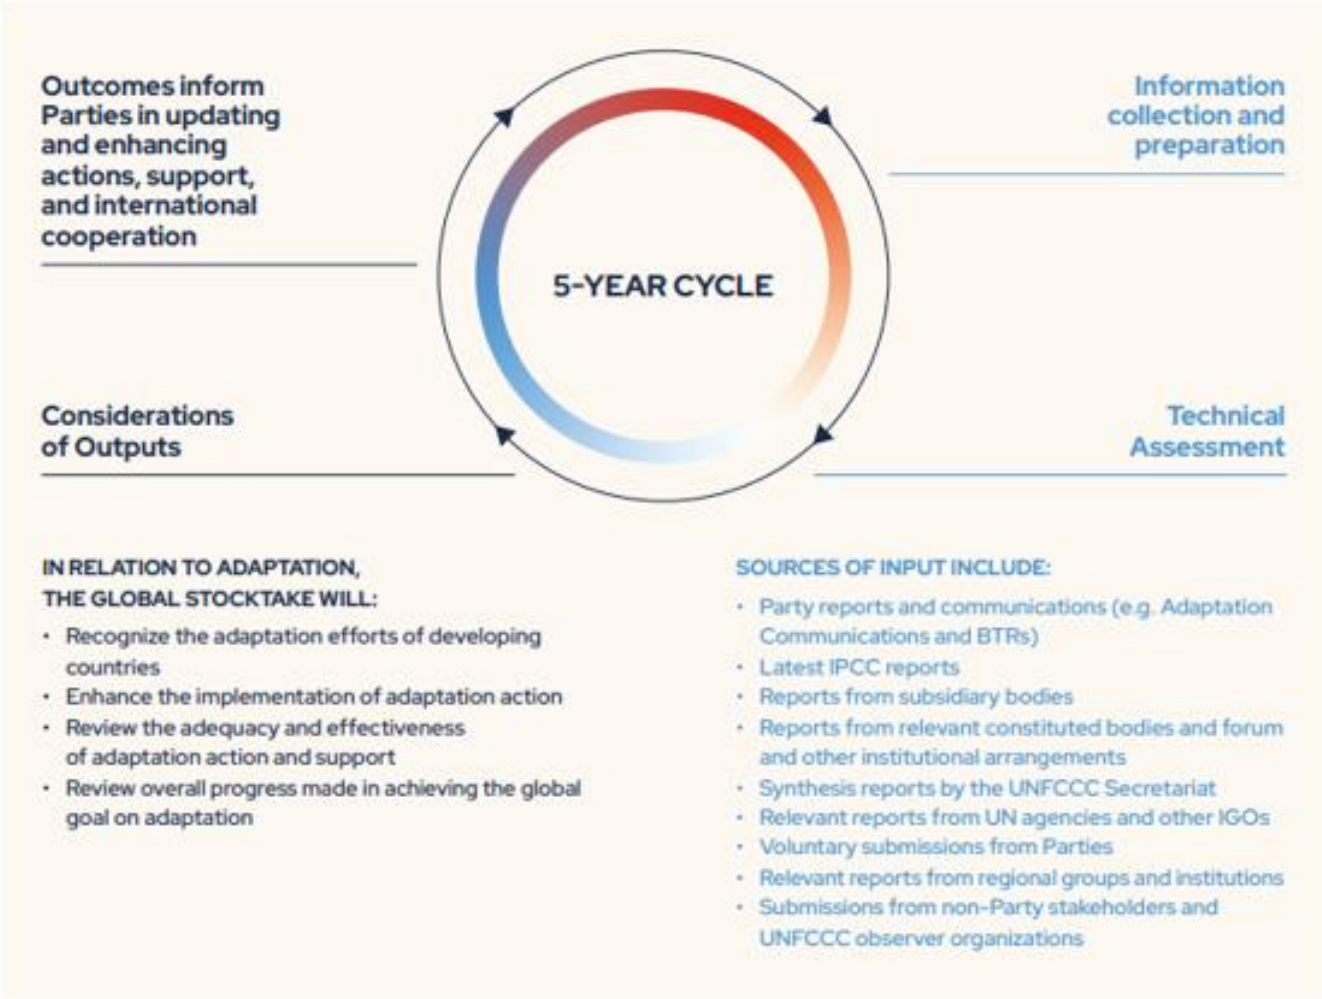 Outcomes inform
Parties in updating
and enhancing
actions, support,
and international
cooperation
Information
collection and
preparation
5-YEAR CYCLE
Considerations
of Outputs
Technical
Assessment
IN RELATION TO ADAPTATION,
THE GLOBAL STOCKTAKE WILL:
• Recognize the adaptation efforts of developing
countries
• Enhance the implementation of adaptation action
• Review the adequacy and effectiveness
of adaptation action and support
• Review overall progress made in achieving the global
goal on adaptation
SOURCES OF INPUT INCLUDE:
• Party reports and communications (e.g. Adaptation
Communications and BTRs)
• Latest IPCC reports
• Reports from subsidiary bodies
• Reports from relevant constituted bodies and forum
and other institutional arrangements
• Synthesis reports by the UNFCCC Secretariat
• Relevant reports from UN agencies and other IGOs
• Voluntary submissions from Parties
• Relevant reports from regional groups and institutions
• Submissions from non-Party stakeholders and
UNFCCC observer organizations